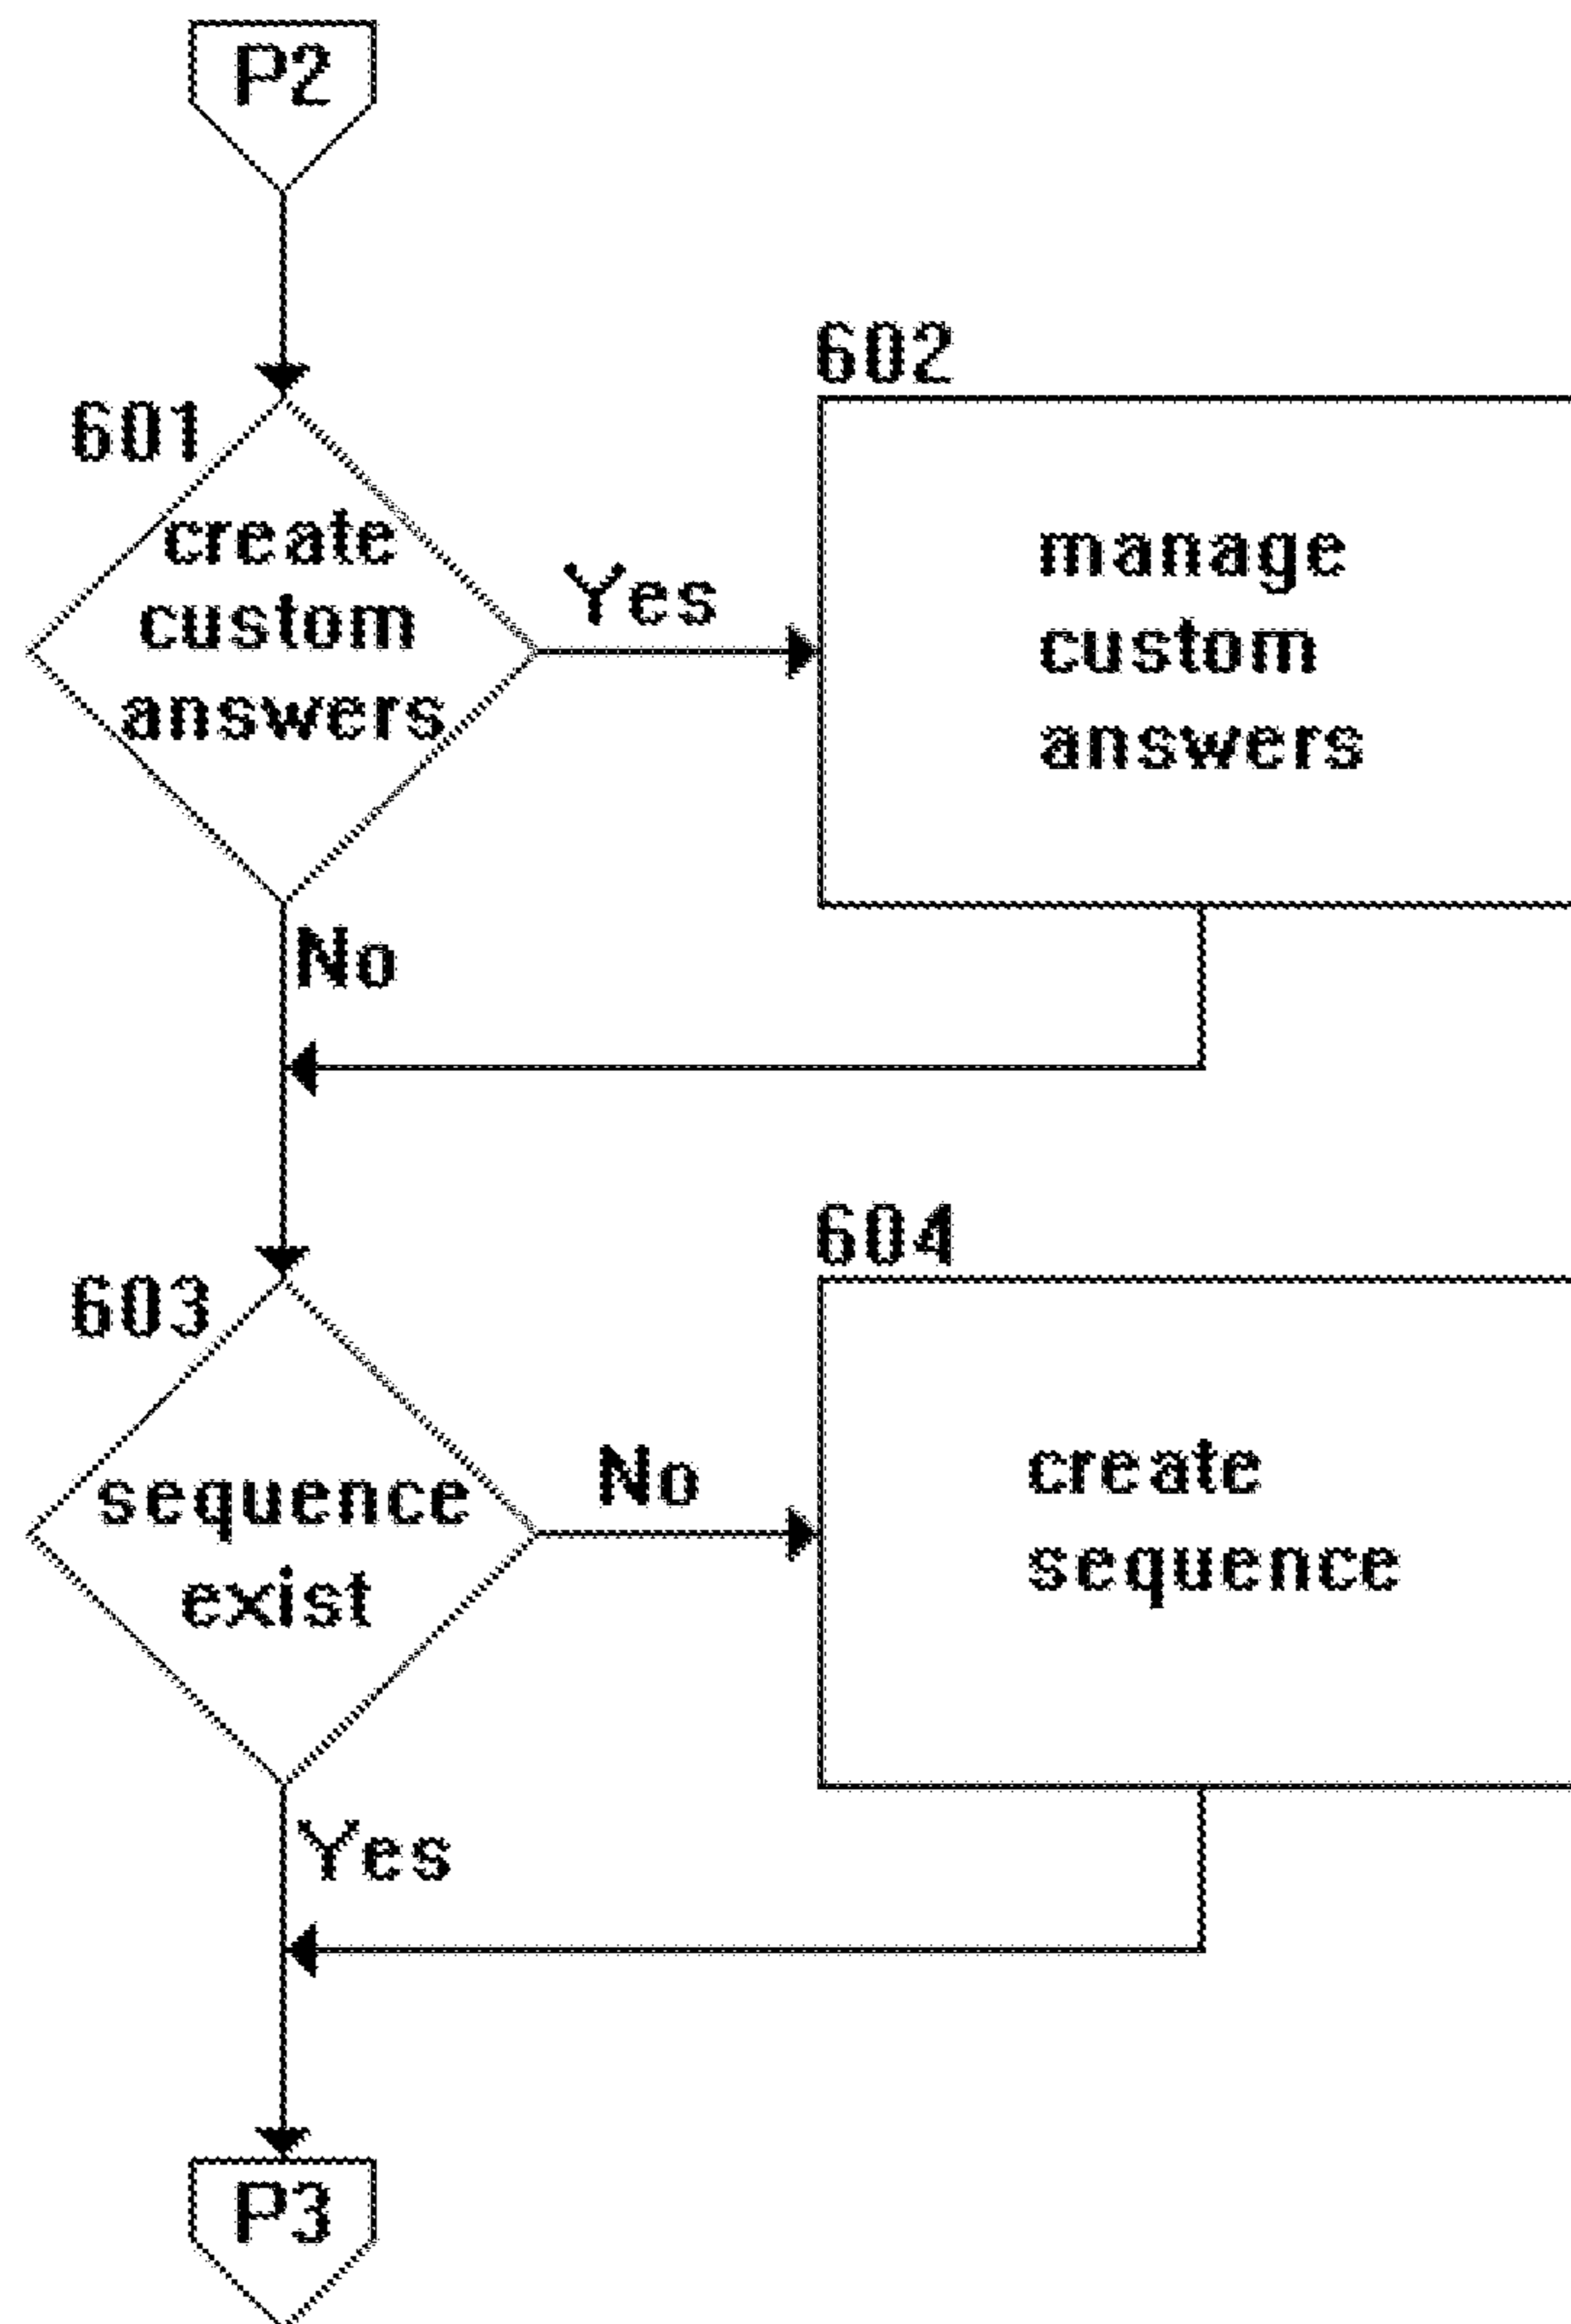 P2
601
create
custom
answers
Yes
602
manage
custom
answers
No
603
sequence
exist
No
604
create
sequence
Yes
P3